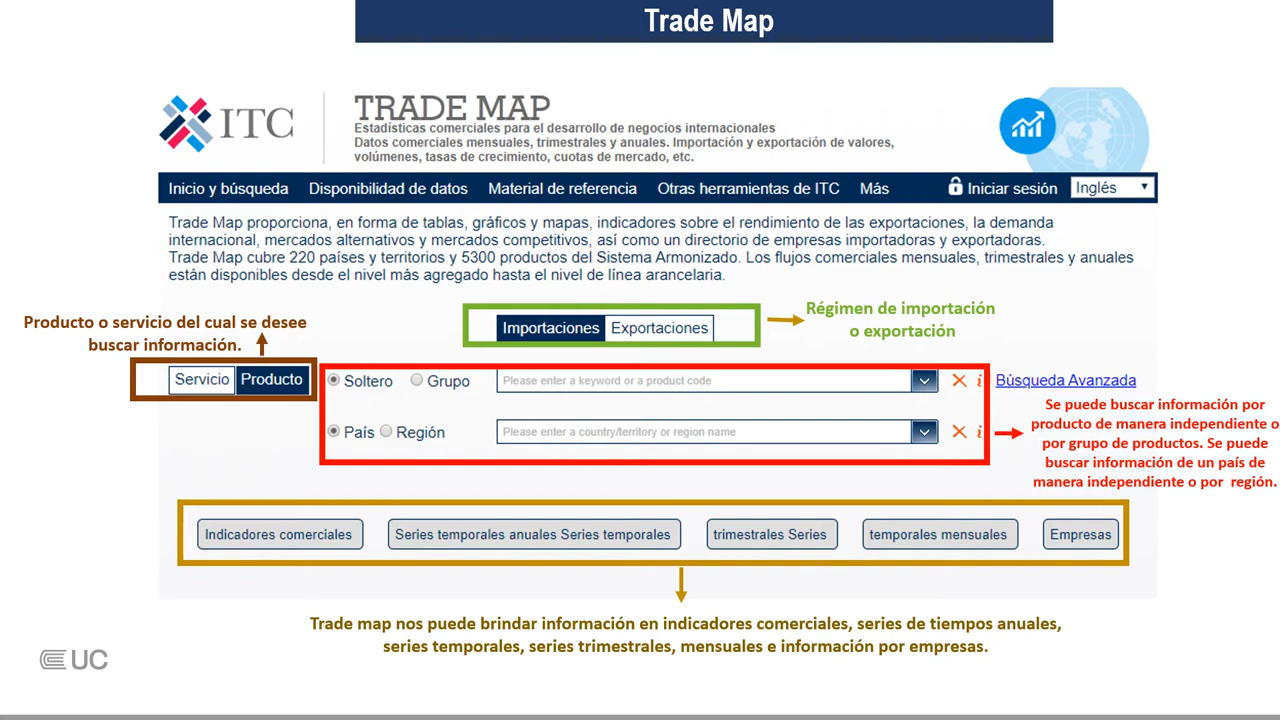 Trade Map
ITC
TRADE MAP
Estadísticas comerciales para el desarrollo de negocios internacionales
Datos comerciales mensuales, trimestrales y anuales. Importación y exportación de valores,
volúmenes, tasas de crecimiento, cuotas de mercado, etc.
Inicio y búsqueda Disponibilidad de datos Material de referencia Otras herramientas de ITC Más Iniciar sesión Inglés
Trade Map proporciona, en forma de tablas, gráficos y mapas, indicadores sobre el rendimiento de las exportaciones, la demanda
internacional, mercados alternativos y mercados competitivos, así como un directorio de empresas importadoras y exportadoras.
Trade Map cubre 220 países y territorios y 5300 productos del Sistema Armonizado. Los flujos comerciales mensuales, trimestrales y anuales
están disponibles desde el nivel más agregado hasta el nivel de línea arancelaria.
Producto o servicio del cual se desee
buscar información.
Importaciones Exportaciones
Régimen de importación
o exportación
Servicio Producto
Soltero Grupo Please enter a keyword or a product code i Búsqueda Avanzada
País Región Please enter a country/territory or region name i
Se puede buscar información por
producto de manera independiente o
por grupo de productos. Se puede
buscar información de un país de
manera independiente o por región.
Indicadores comerciales Series temporales anuales Series temporales trimestrales Series temporales mensuales Empresas
Trade map nos puede brindar información en indicadores comerciales, series de tiempos anuales,
series temporales, series trimestrales, mensuales e información por empresas.
UC